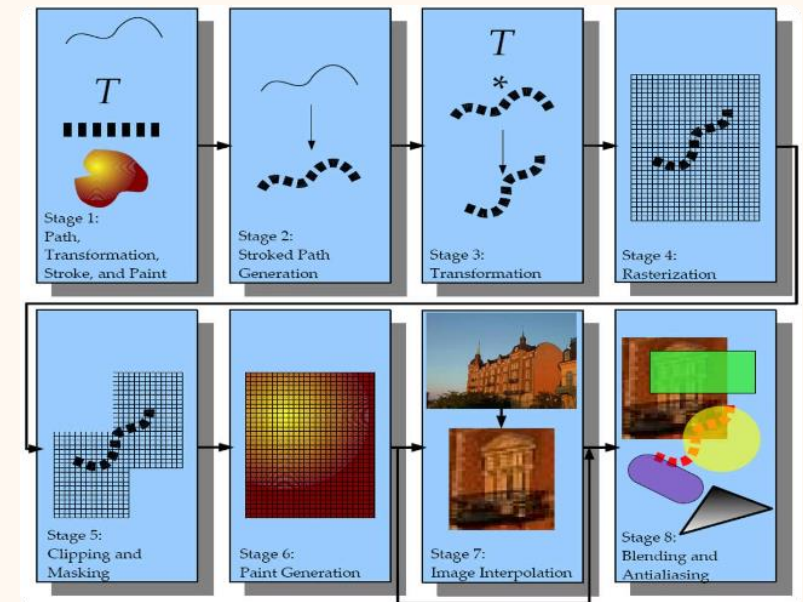 T
Stage 1:
Path,
Transformation,
Stroke, and Paint
Stage 2:
Stroked Path
Generation
T
*
Stage 3:
Transformation
Stage 4:
Rasterization
Stage 5:
Clipping and
Masking
Stage 6:
Paint Generation
Stage 7:
Image Interpolation
Stage 8:
Blending and
Antialiasing